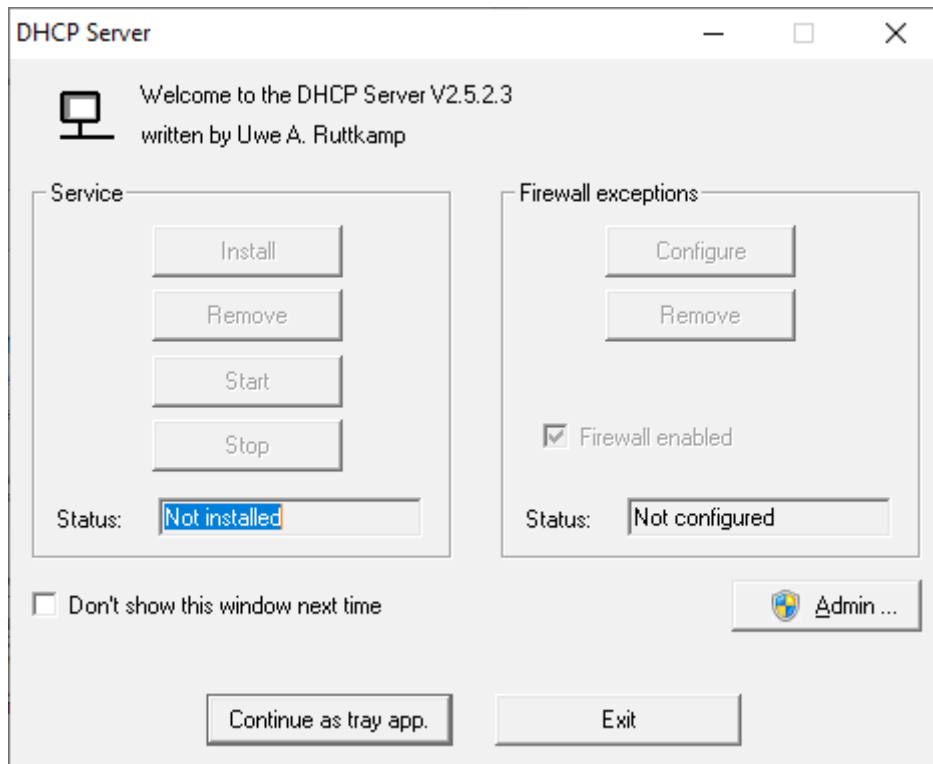 DHCP Server
Welcome to the DHCP Server V2.5.2.3
written by Uwe A. Ruttkamp
Service
Install
Remove
Start
Stop
Status: Not installed
Firewall exceptions
Configure
Remove
Firewall enabled
Status: Not configured
Don't show this window next time
Admin ...
Continue as tray app.
Exit